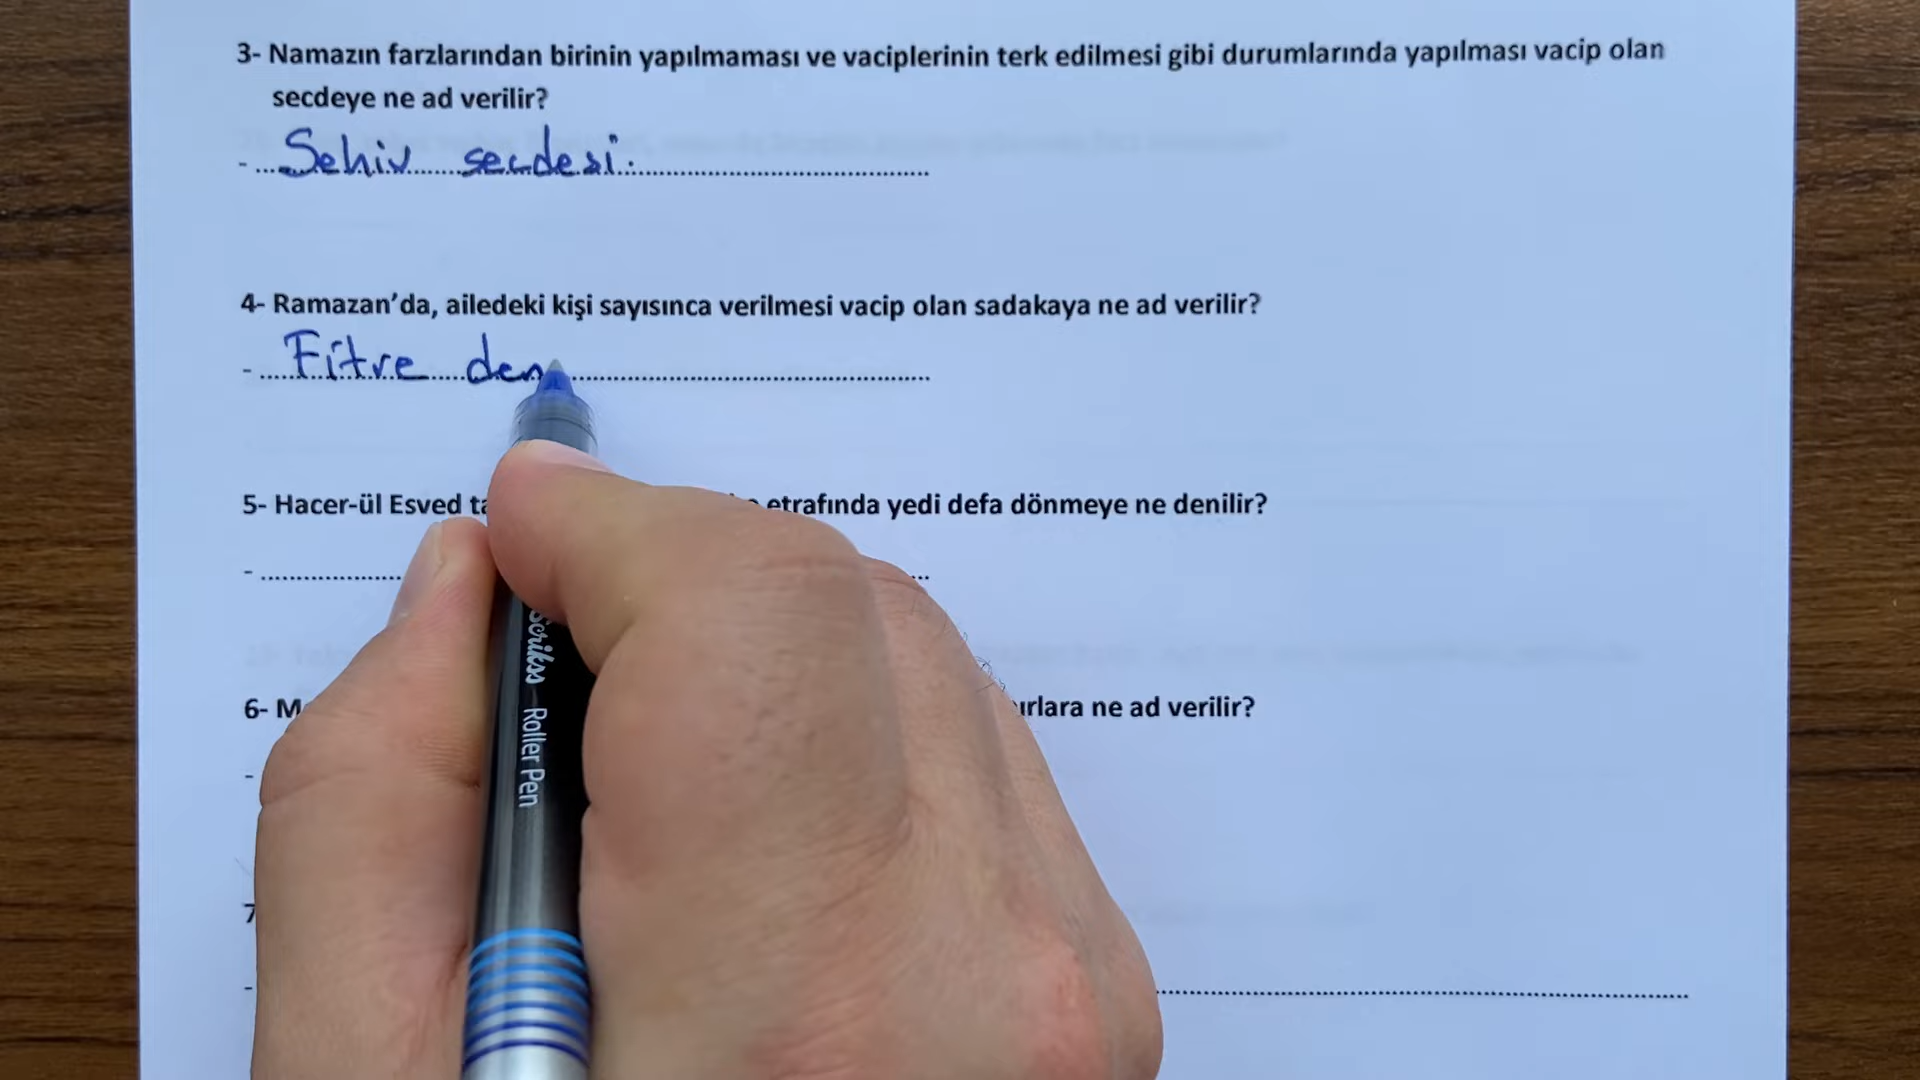 3- Namazın farzlarından birinin yapılmaması ve vaciplerinin terk edilmesi gibi durumlarında yapılması vacip olan
secdeye ne ad verilir?
- Sehiv secdesi.
4- Ramazan’da, ailedeki kişi sayısınca verilmesi vacip olan sadakaya ne ad verilir?
- Fitre den
5- Hacer-ül Esved etrafında yedi defa dönmeye ne denilir?
-
6- ne ad verilir?
-
7
-
Scrikss Roller Pen